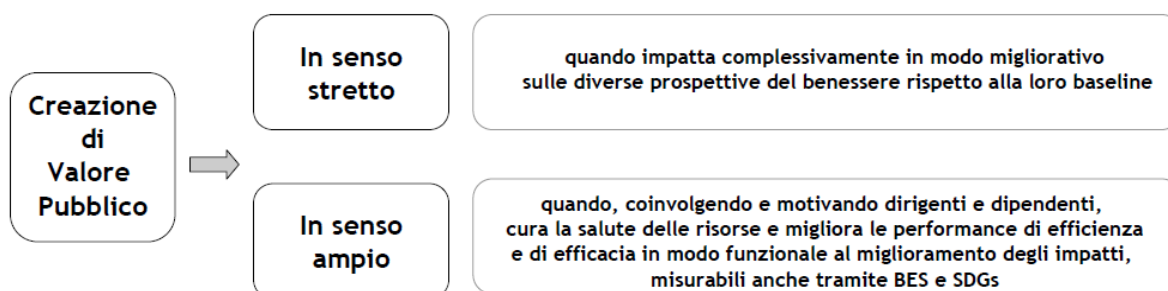 Creazione
di
Valore
Pubblico
In senso
stretto
quando impatta complessivamente in modo migliorativo
sulle diverse prospettive del benessere rispetto alla loro baseline
In senso
ampio
quando, coinvolgendo e motivando dirigenti e dipendenti,
cura la salute delle risorse e migliora le performance di efficienza
e di efficacia in modo funzionale al miglioramento degli impatti,
misurabili anche tramite BES e SDGs